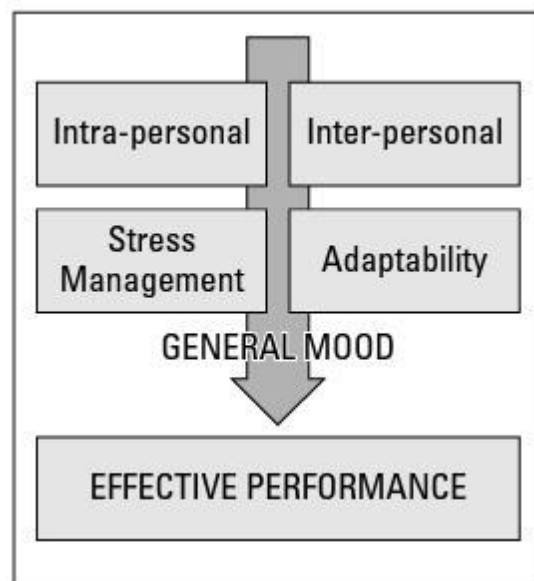 Intra-personal
Inter-personal
Stress
Management
Adaptability
GENERAL MOOD
EFFECTIVE PERFORMANCE